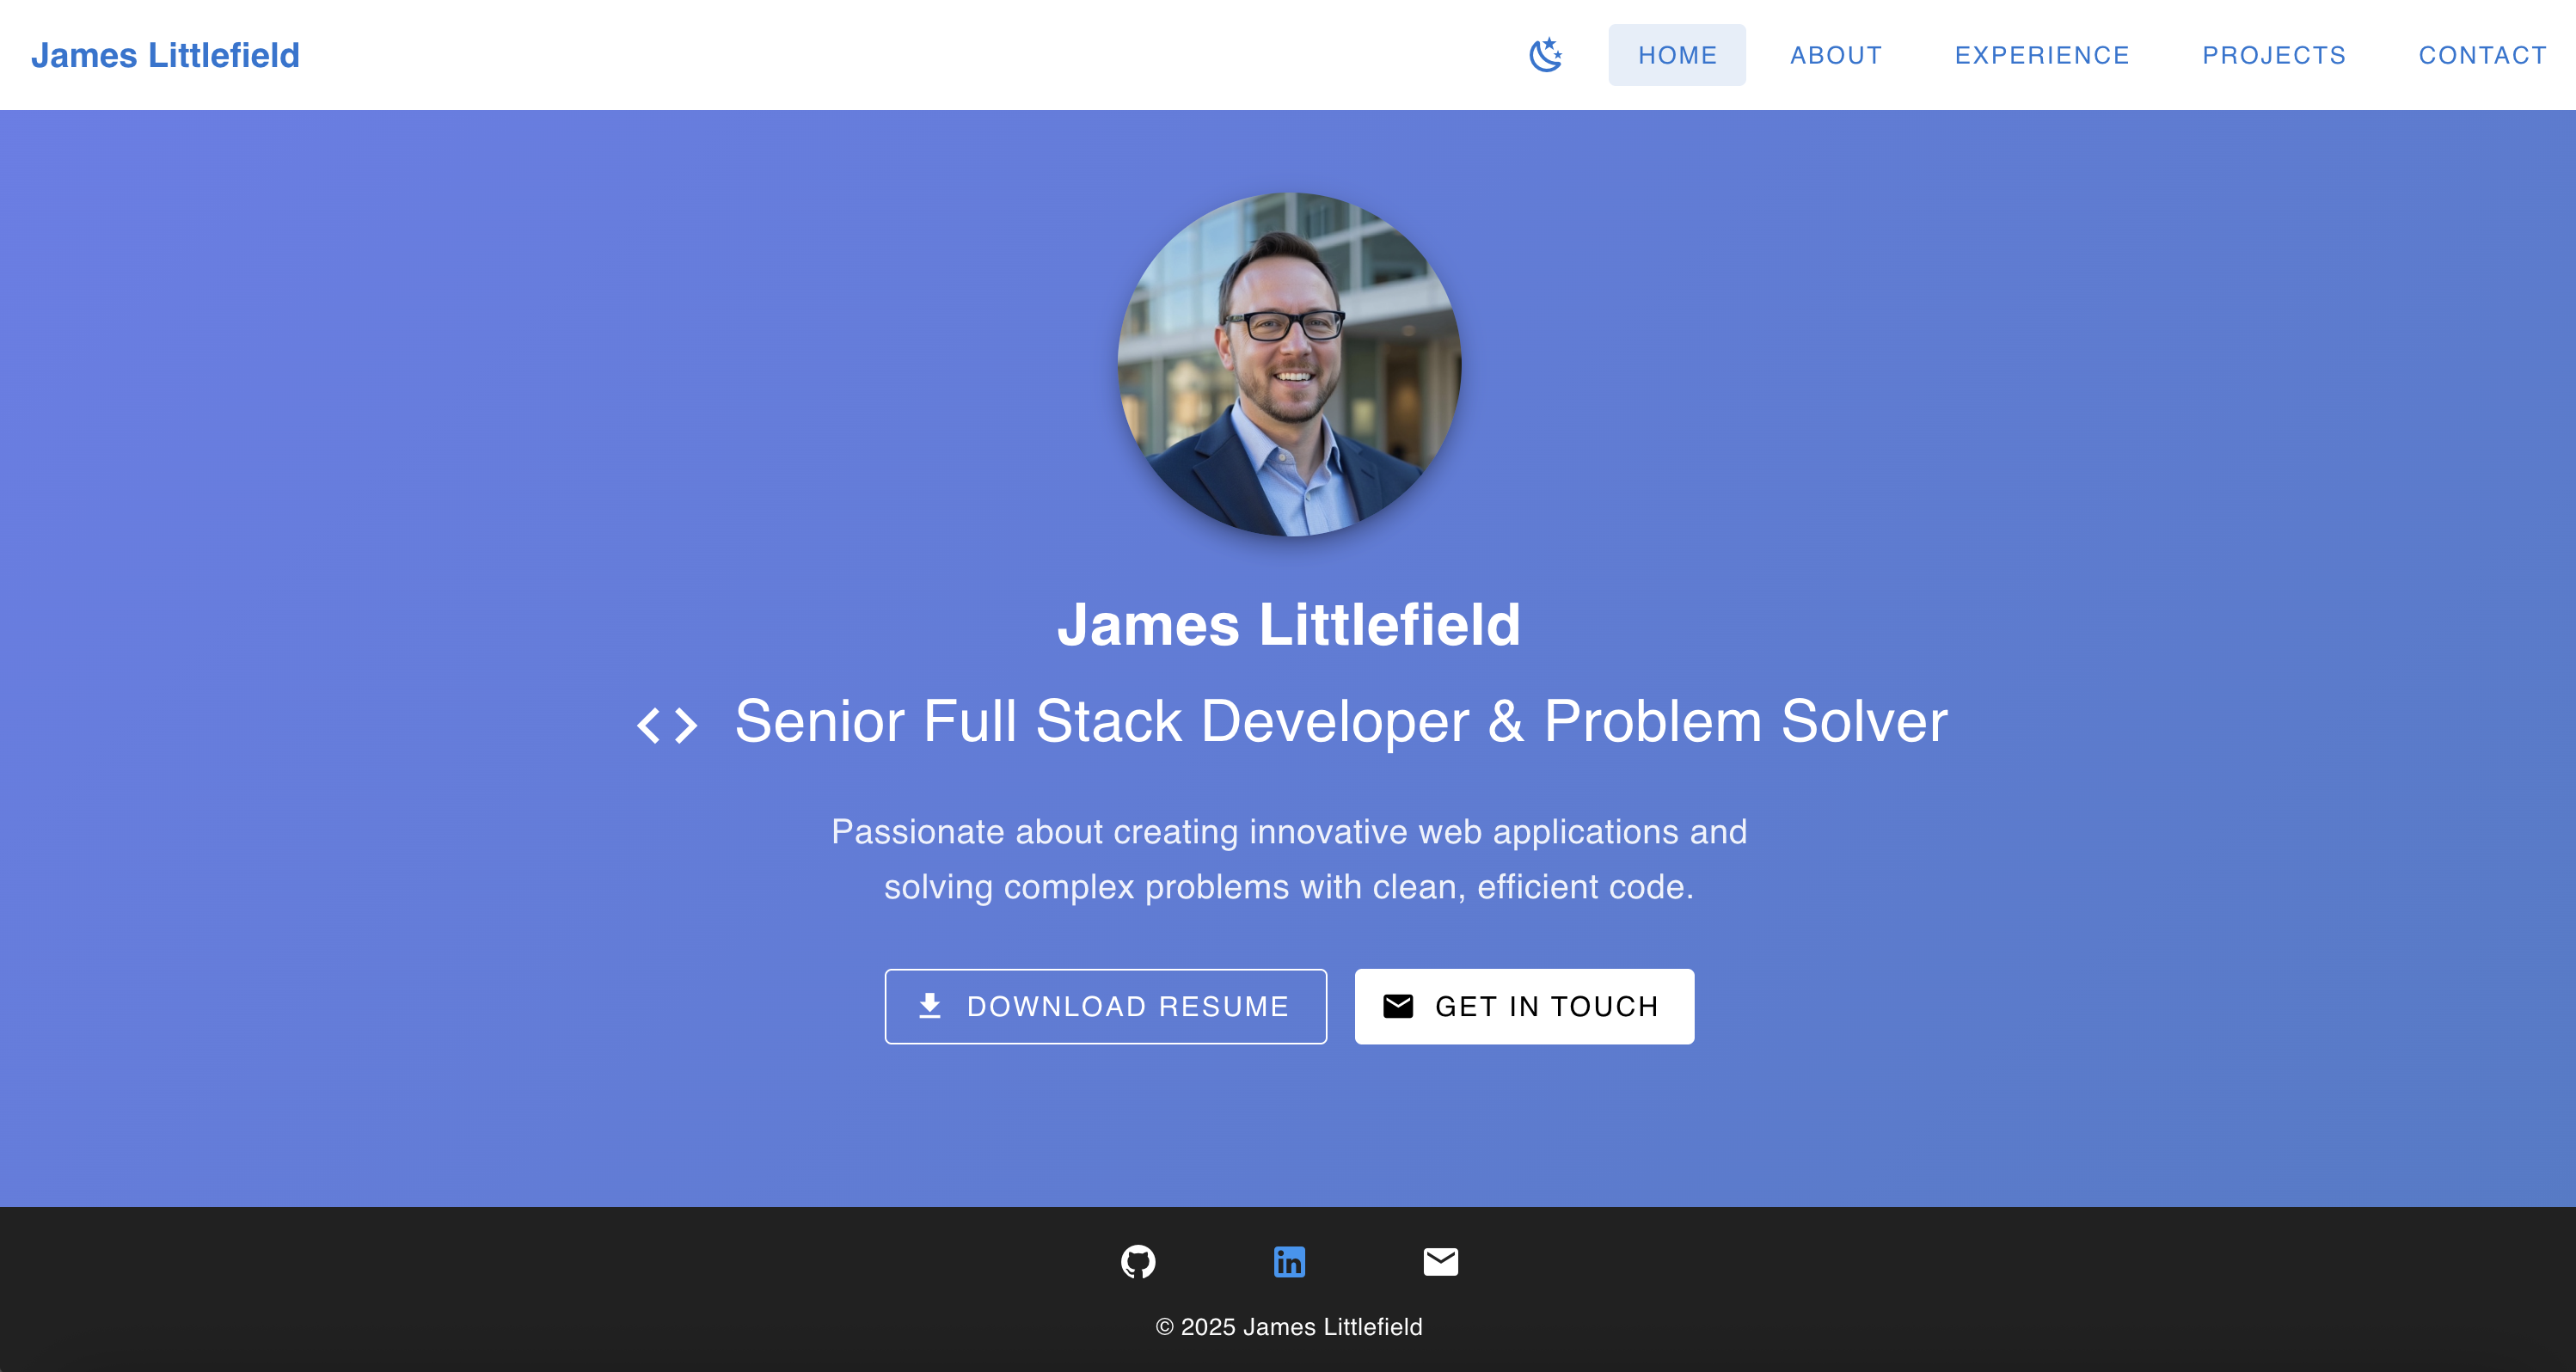 James Littlefield
HOME
ABOUT
EXPERIENCE
PROJECTS
CONTACT
James Littlefield
Senior Full Stack Developer & Problem Solver
Passionate about creating innovative web applications and
solving complex problems with clean, efficient code.
DOWNLOAD RESUME
GET IN TOUCH
in
© 2025 James Littlefield